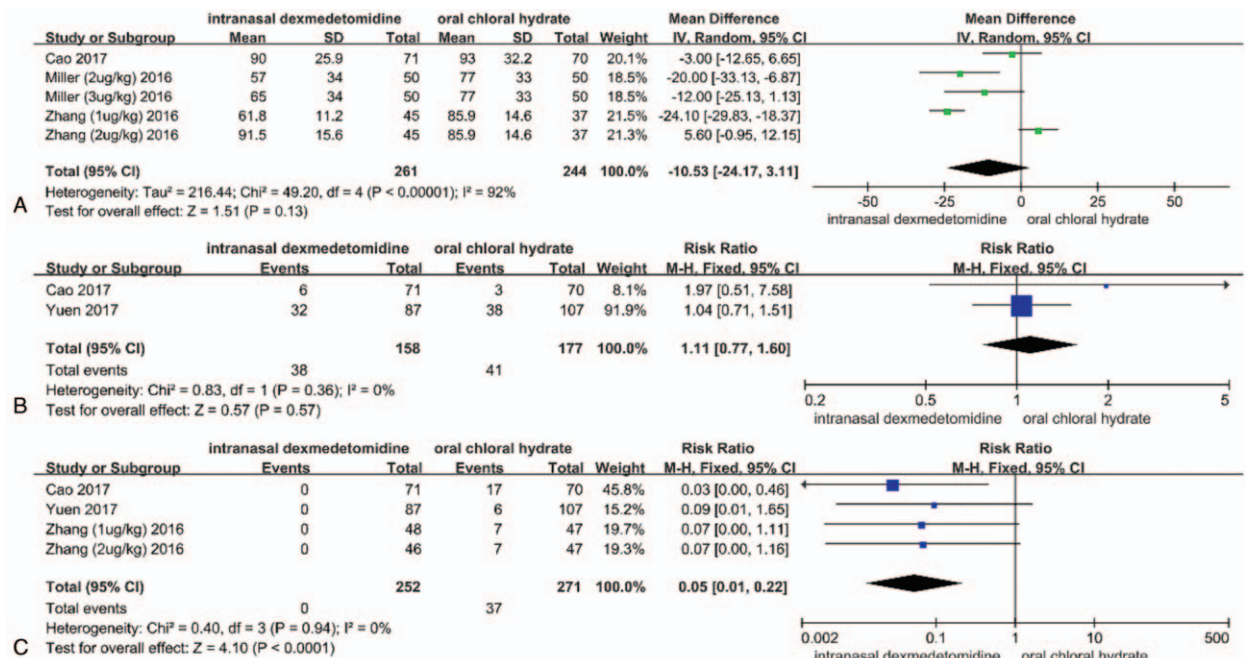 intranasal dexmedetomidine oral chloral hydrate Mean Difference Mean Difference
Study or Subgroup Mean SD Total Mean SD Total Weight IV, Random, 95% CI IV, Random, 95% CI
Cao 2017 90 25.9 71 93 32.2 70 20.1% -3.00 [-12.65, 6.65]
Miller (2ug/kg) 2016 57 34 50 77 33 50 18.5% -20.00 [-33.13, -6.87]
Miller (3ug/kg) 2016 65 34 50 77 33 50 18.5% -12.00 [-25.13, 1.13]
Zhang (1ug/kg) 2016 61.8 11.2 45 85.9 14.6 37 21.5% -24.10 [-29.83, -18.37]
Zhang (2ug/kg) 2016 91.5 15.6 45 85.9 14.6 37 21.3% 5.60 [-0.95, 12.15]
Total (95% CI) 261 244 100.0% -10.53 [-24.17, 3.11]
Heterogeneity: Tau² = 216.44; Chi² = 49.20, df = 4 (P < 0.00001); I² = 92%
Test for overall effect: Z = 1.51 (P = 0.13)
-50 -25 0 25 50
intranasal dexmedetomidine oral chloral hydrate
A
intranasal dexmedetomidine oral chloral hydrate Risk Ratio Risk Ratio
Study or Subgroup Events Total Events Total Weight M-H, Fixed, 95% CI M-H, Fixed, 95% CI
Cao 2017 6 71 3 70 8.1% 1.97 [0.51, 7.58]
Yuen 2017 32 87 38 107 91.9% 1.04 [0.71, 1.51]
Total (95% CI) 158 177 100.0% 1.11 [0.77, 1.60]
Total events 38 41
Heterogeneity: Chi² = 0.83, df = 1 (P = 0.36); I² = 0%
Test for overall effect: Z = 0.57 (P = 0.57)
0.2 0.5 1 2 5
intranasal dexmedetomidine oral chloral hydrate
B
intranasal dexmedetomidine oral chloral hydrate Risk Ratio Risk Ratio
Study or Subgroup Events Total Events Total Weight M-H, Fixed, 95% CI M-H, Fixed, 95% CI
Cao 2017 0 71 17 70 45.8% 0.03 [0.00, 0.46]
Yuen 2017 0 87 6 107 15.2% 0.09 [0.01, 1.65]
Zhang (1ug/kg) 2016 0 48 7 47 19.7% 0.07 [0.00, 1.11]
Zhang (2ug/kg) 2016 0 46 7 47 19.3% 0.07 [0.00, 1.16]
Total (95% CI) 252 271 100.0% 0.05 [0.01, 0.22]
Total events 0 37
Heterogeneity: Chi² = 0.40, df = 3 (P = 0.94); I² = 0%
Test for overall effect: Z = 4.10 (P < 0.0001)
0.002 0.1 1 10 500
intranasal dexmedetomidine oral chloral hydrate
C